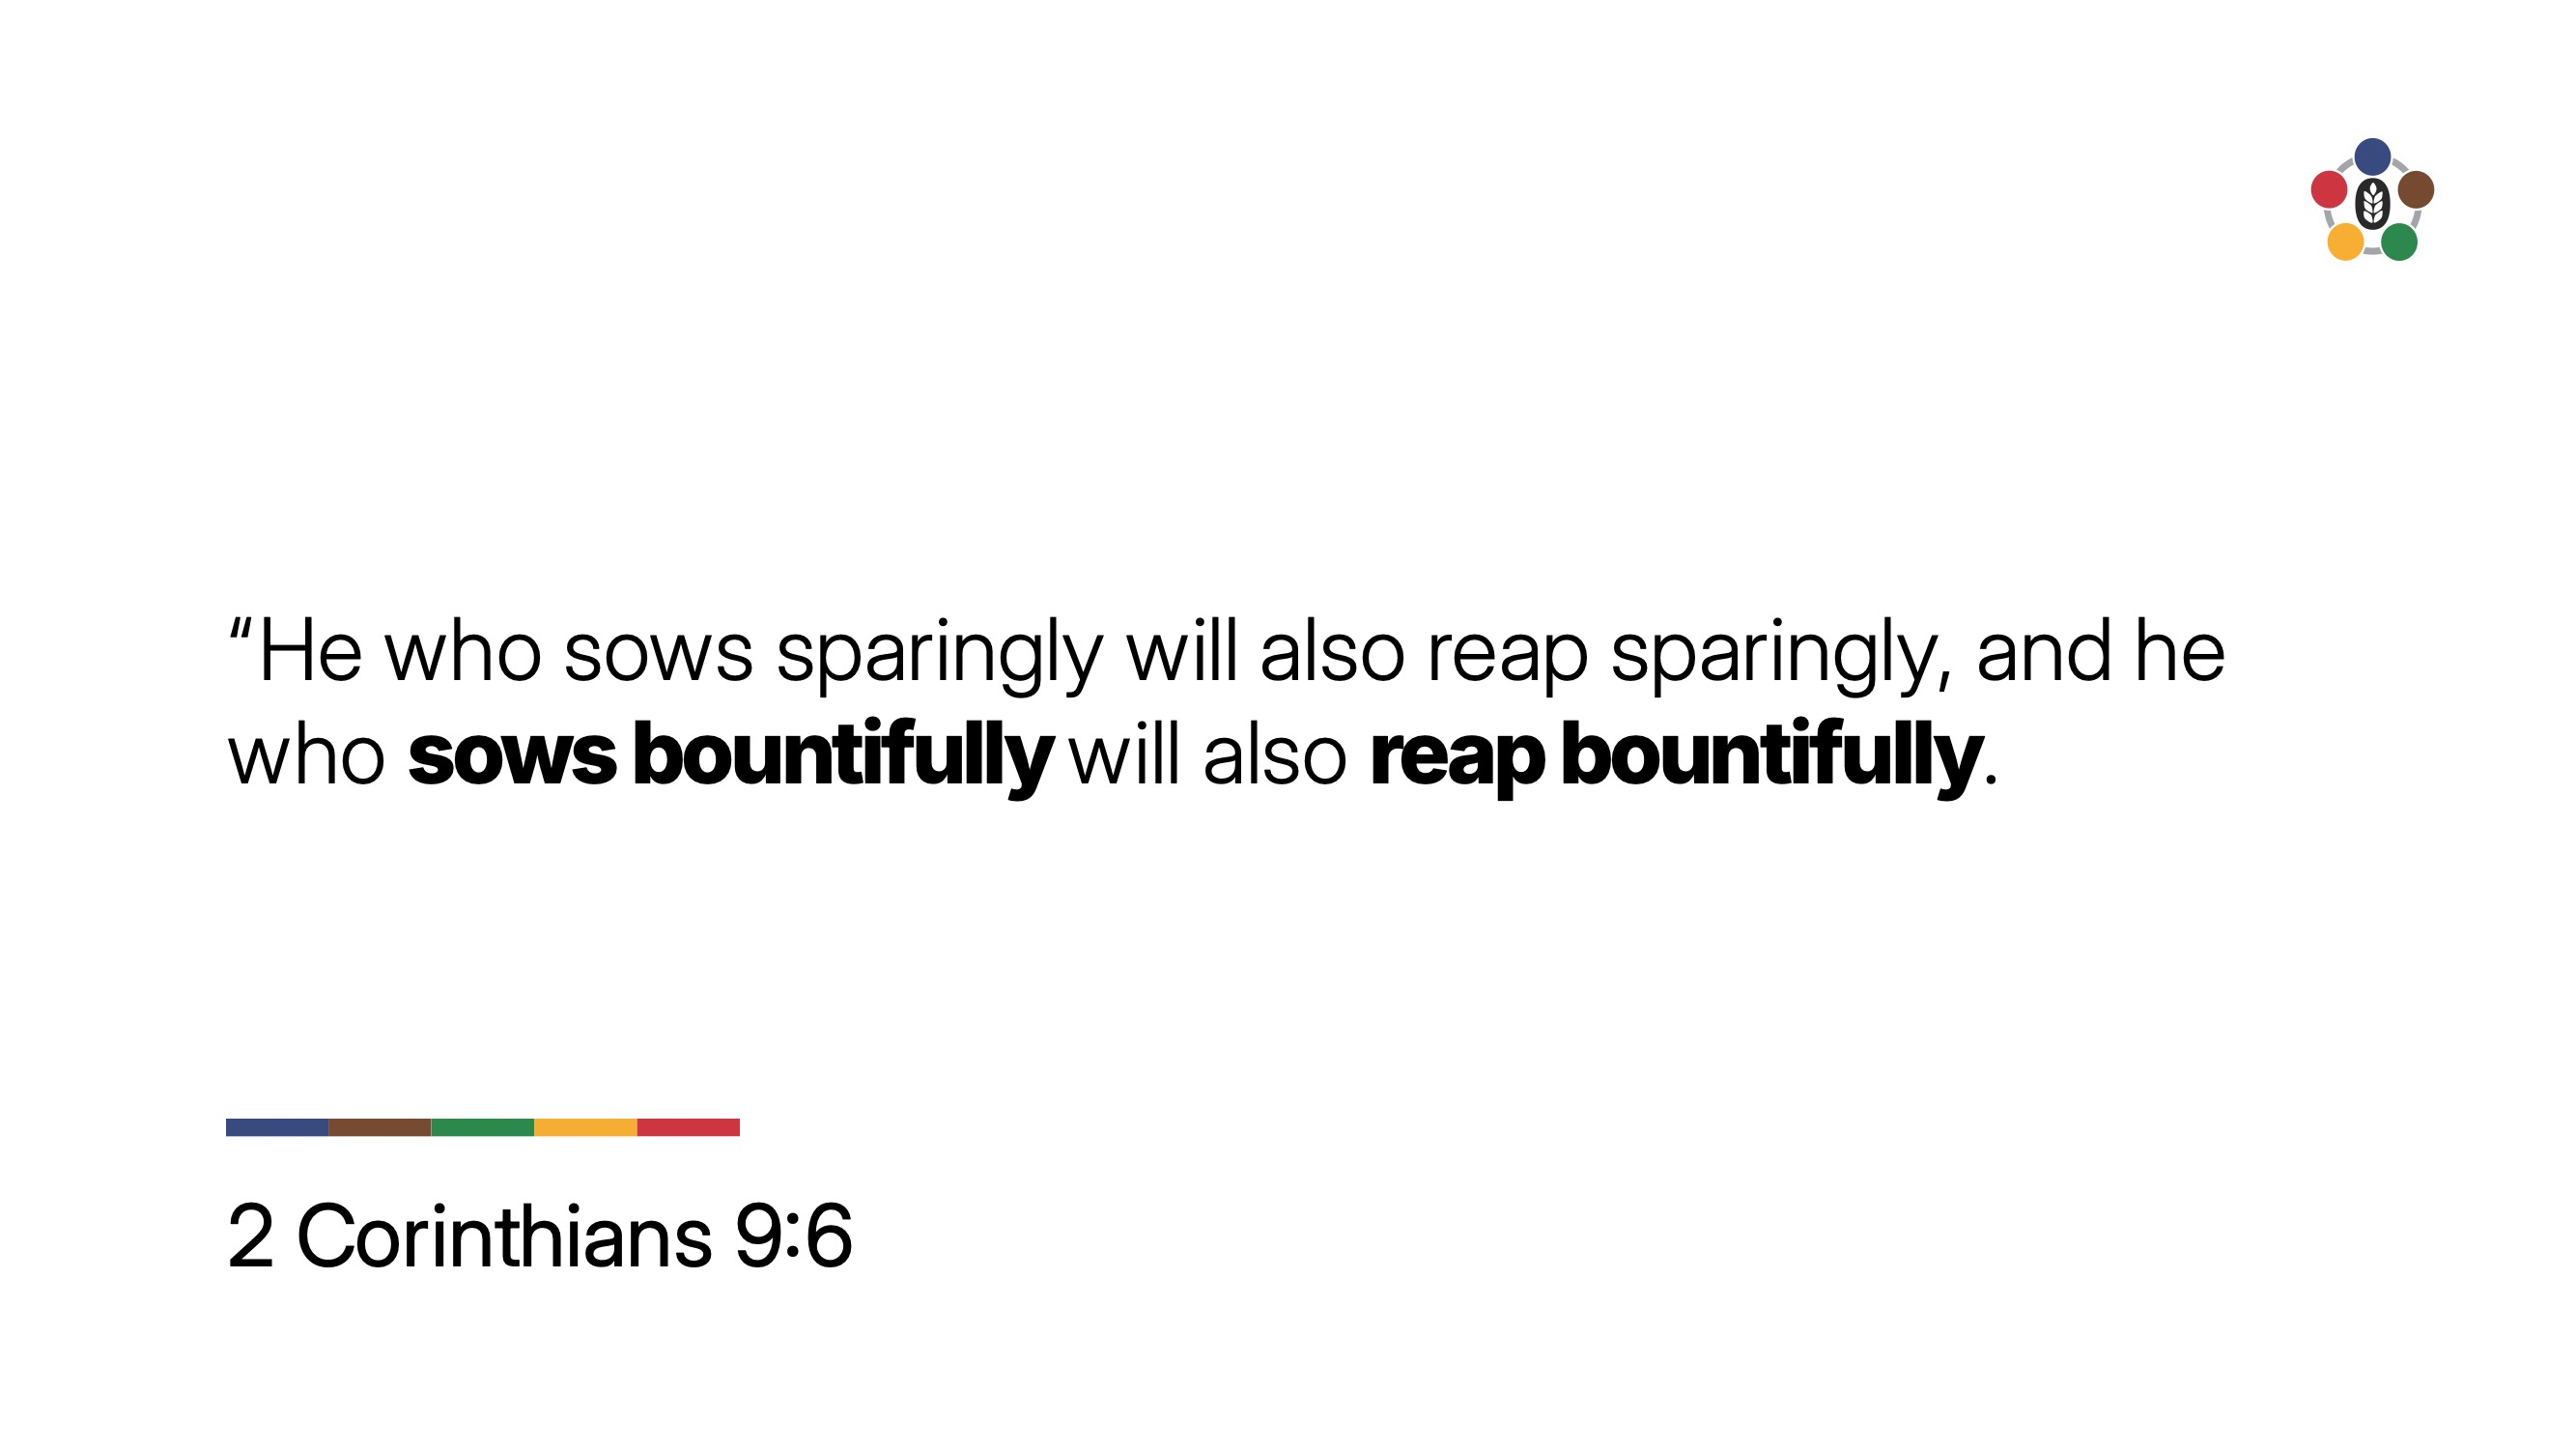 “He who sows sparingly will also reap sparingly, and he
who sows bountifully will also reap bountifully.
2 Corinthians 9:6